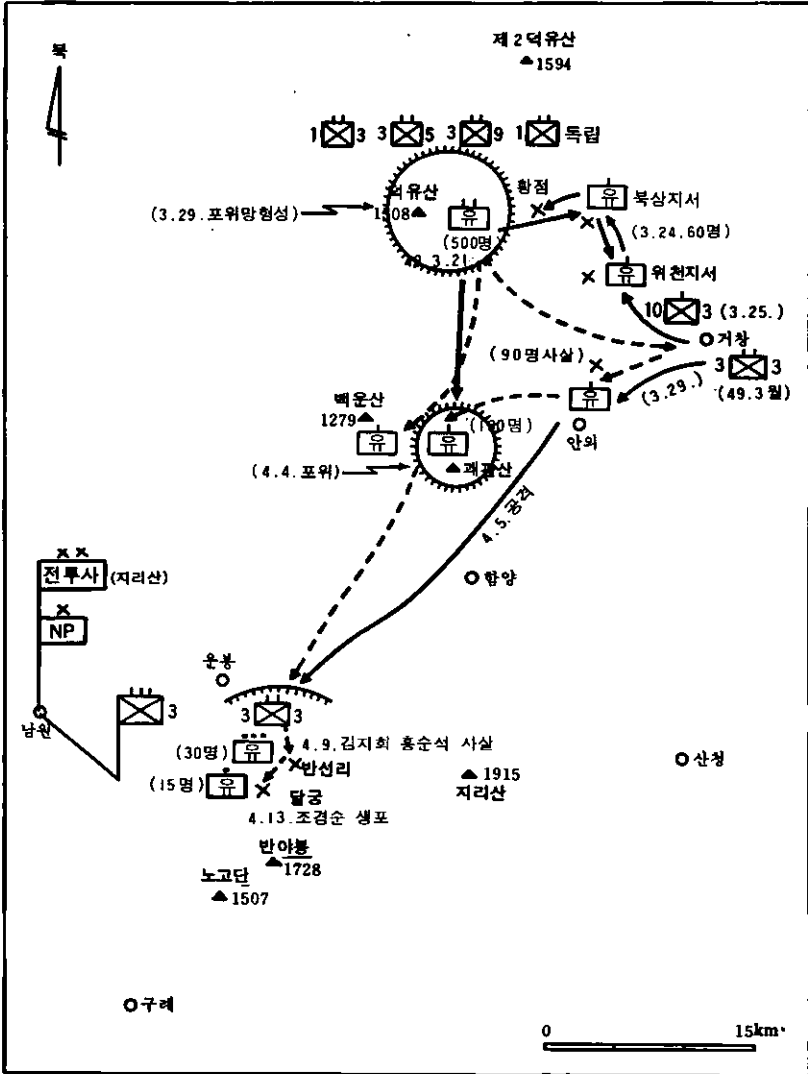 제2덕유산
▲1594
북
1 3
3 5
3 9
1 독립
덕유산
1508▲
유
(500명)
(3.29.포위망형성)
황점
유 북상지서
(3.24.60명)
유 위천지서
10 3 (3.25.)
거창
3 3
(49.3월)
(90명사살)
(3.29.)
유
안의
백운산
1279▲
유
유
(4.4.포위)
▲괘관산
4.5.공격
함양
전투사 (지리산)
NP
남원
3
운봉
3 3
4.9.김지회 홍순석 사살
(30명) 유
반선리
(15명) 유
달궁
4.13.조경순 생포
▲1915
지리산
산청
반야봉
▲1728
노고단
▲1507
구례
0 15km